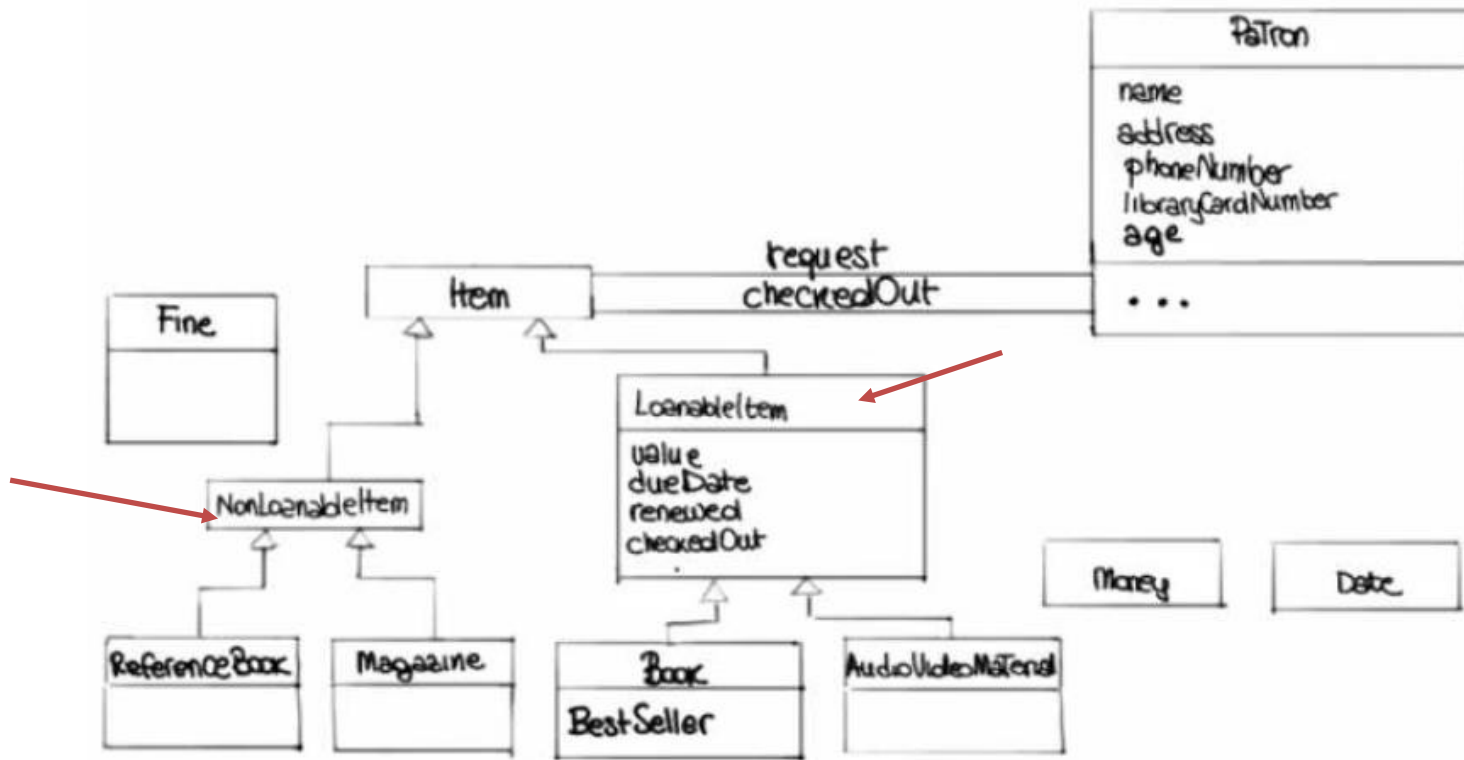 Patron
name
address
phoneNumber
libraryCardNumber
age
...
request
checkedOut
Item
Fine
LoanableItem
value
dueDate
renewed
checkedOut
NonLoanableItem
Money
Date
ReferenceBook
Magazine
Book
BestSeller
AudioVideoMaterial